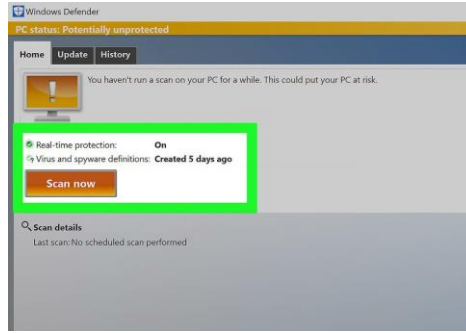 Windows Defender
PC status: Potentially unprotected
Home Update History
You haven't run a scan on your PC for a while. This could put your PC at risk.
Real-time protection: On
Virus and spyware definitions: Created 5 days ago
Scan now
Scan details
Last scan: No scheduled scan performed